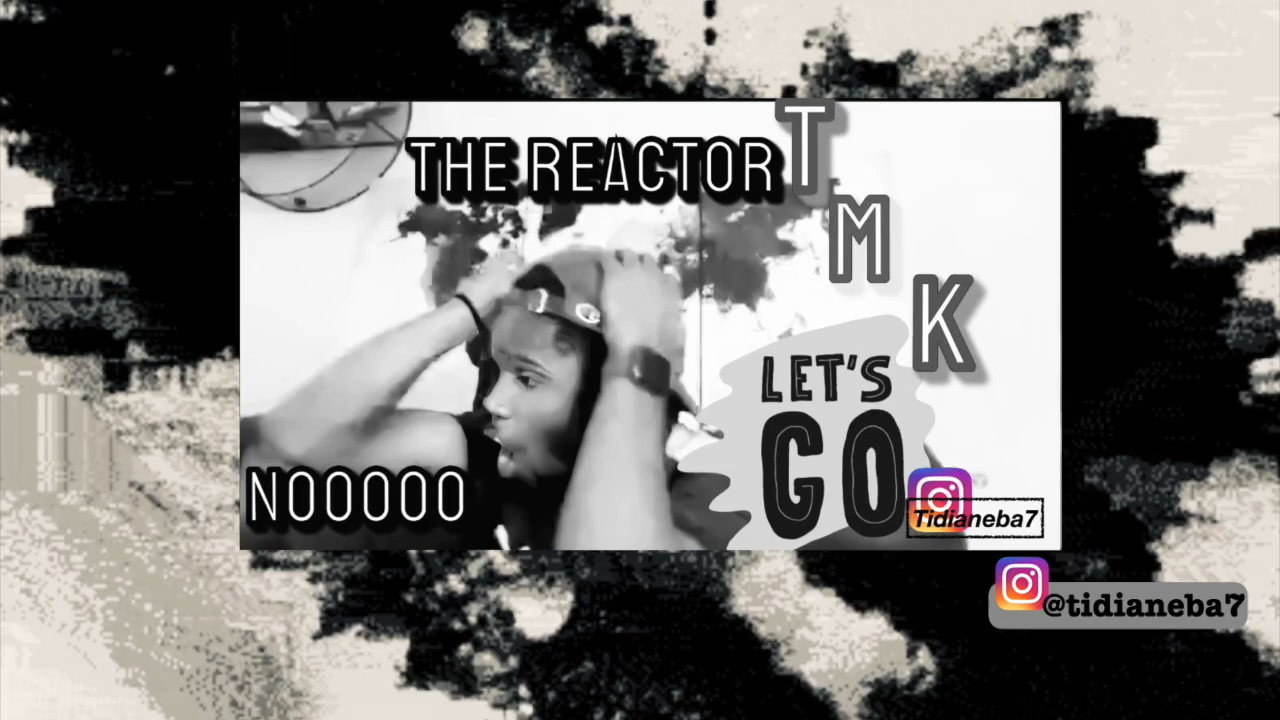 THE REACTOR
T
M
K
LET'S
GO
NOOOOO
Tidianeba7
@tidianeba7